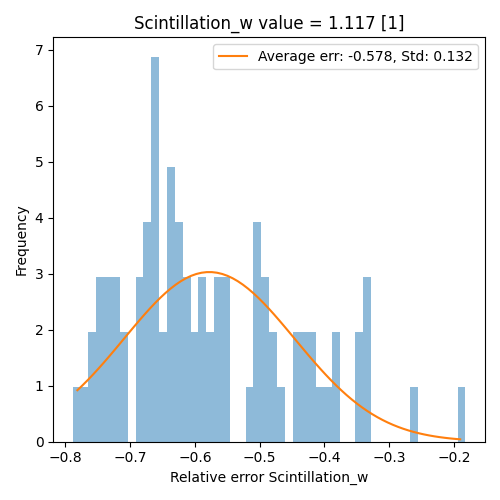 Scintillation_w value = 1.117 [1]
Average err: -0.578, Std: 0.132
7
6
5
4
3
2
1
0
Frequency
−0.8 −0.7 −0.6 −0.5 −0.4 −0.3 −0.2
Relative error Scintillation_w